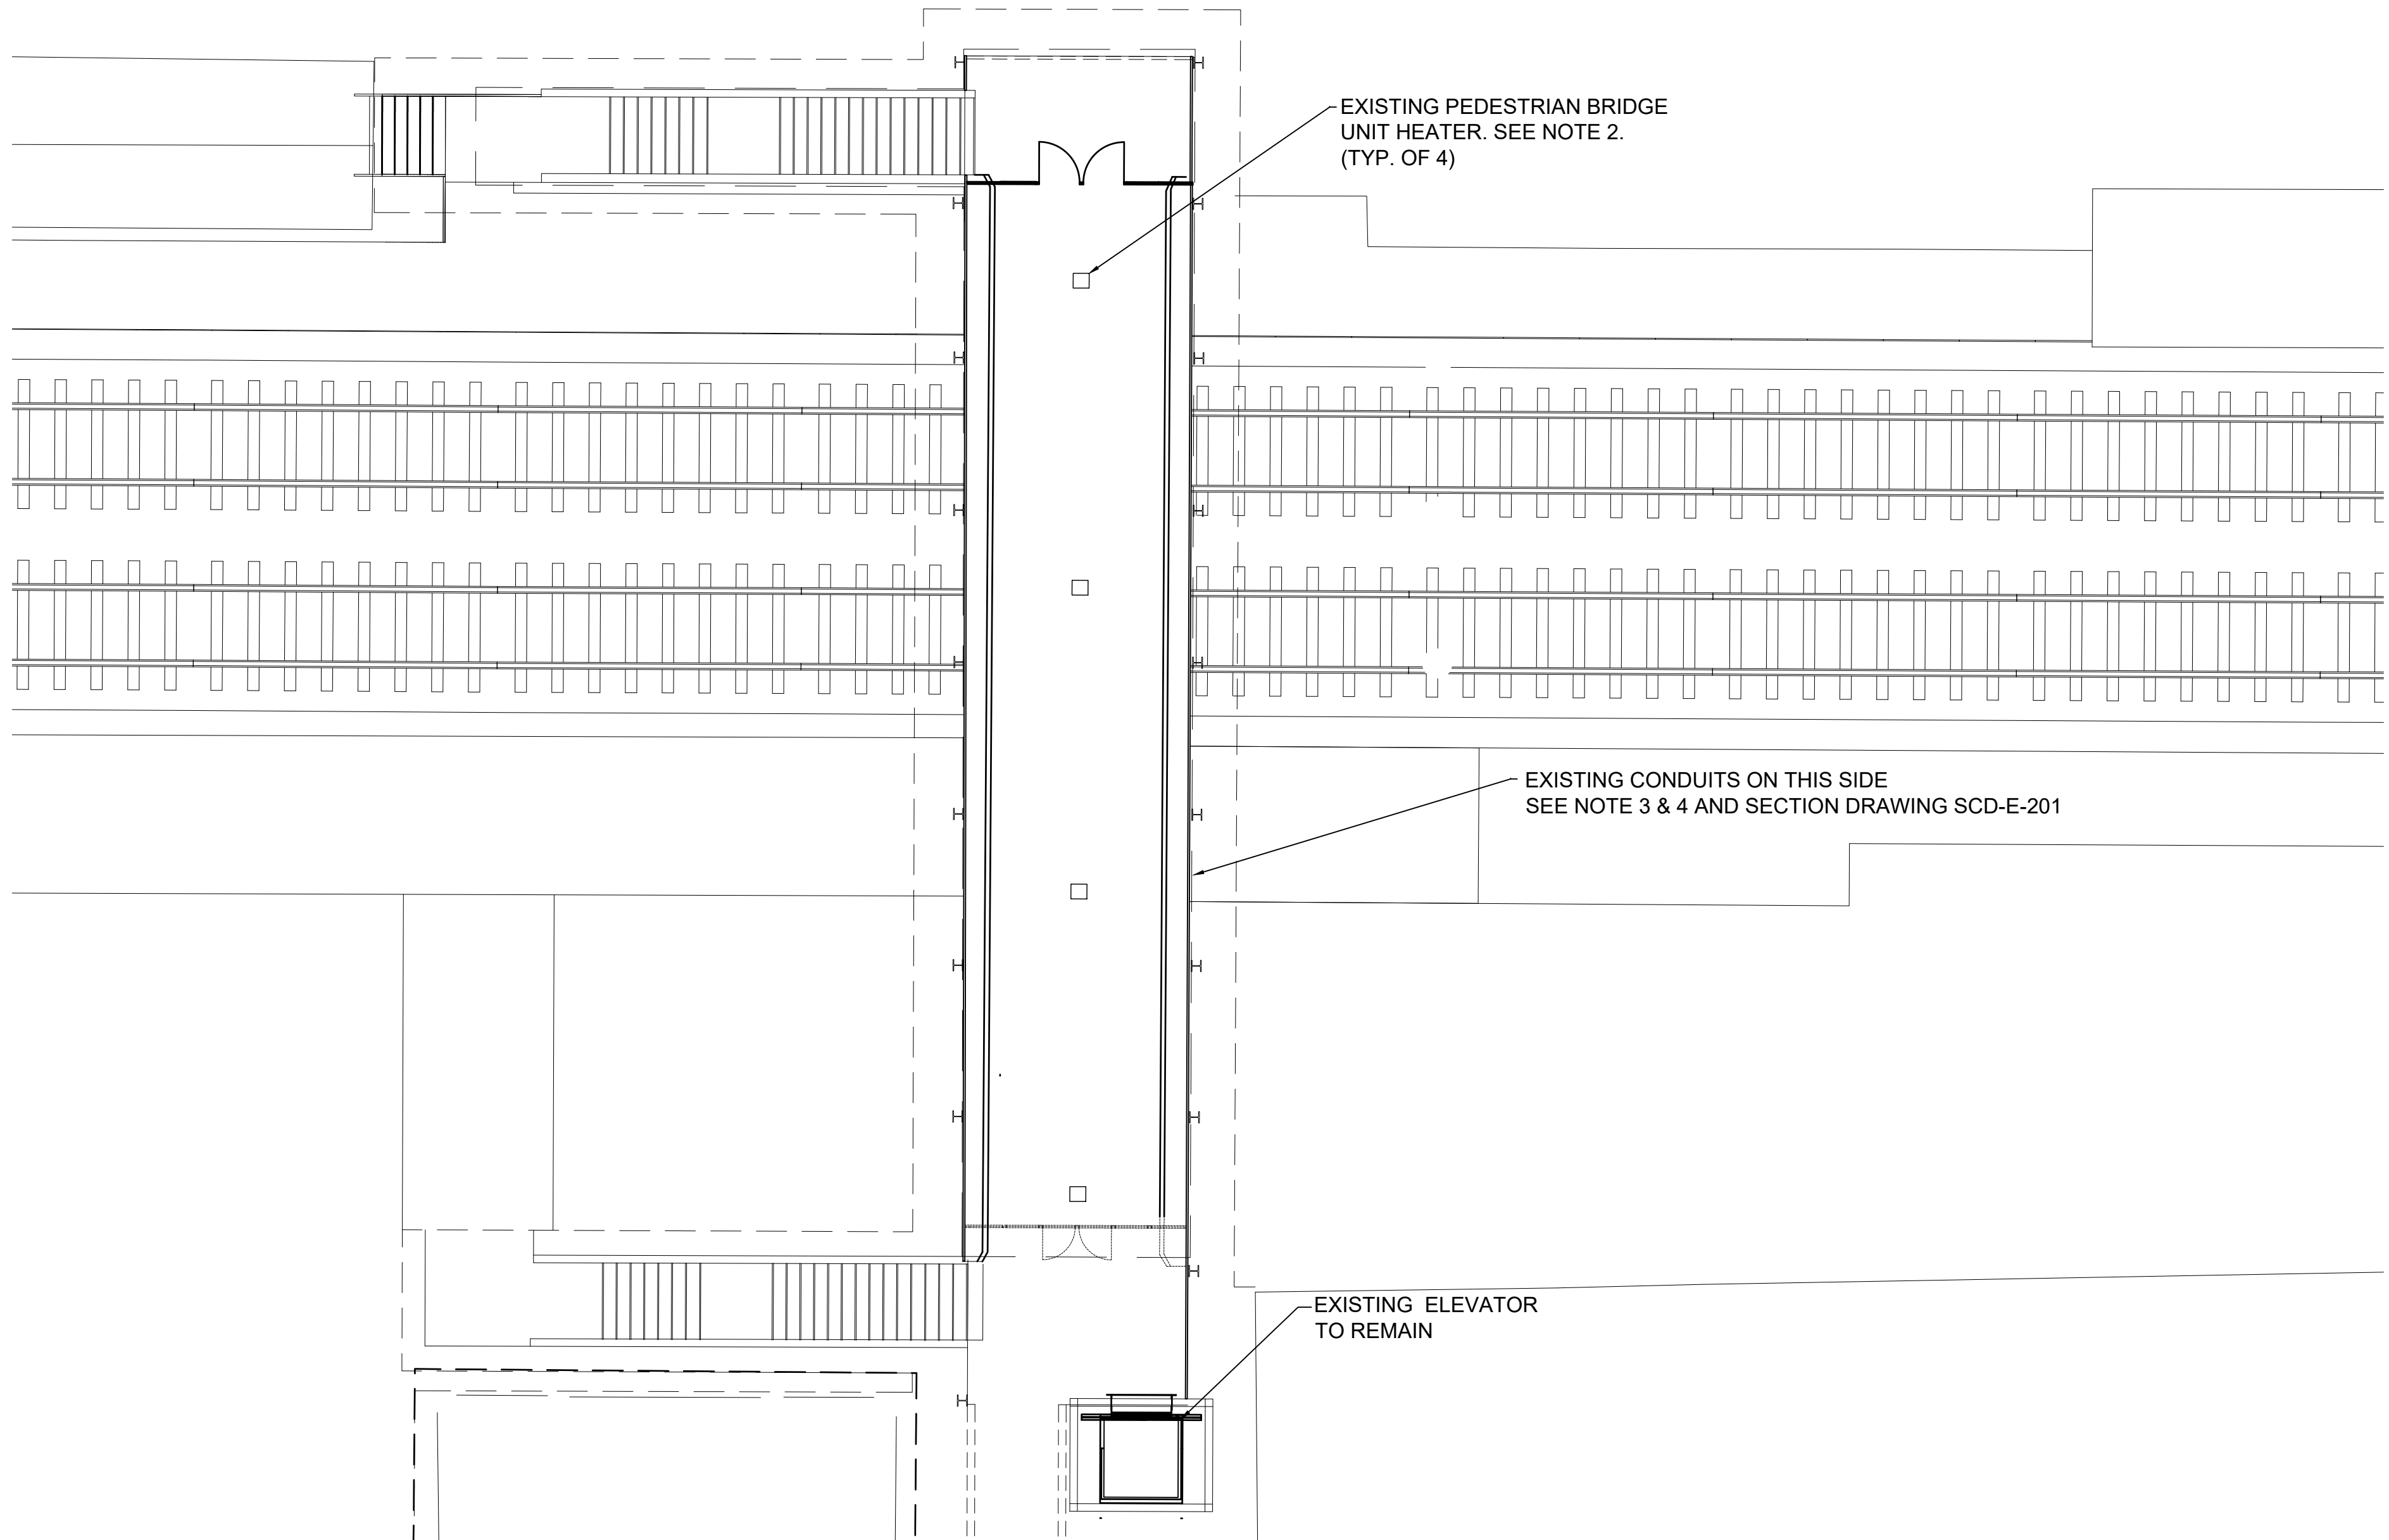 EXISTING PEDESTRIAN BRIDGE
UNIT HEATER. SEE NOTE 2.
(TYP. OF 4)
EXISTING CONDUITS ON THIS SIDE
SEE NOTE 3 & 4 AND SECTION DRAWING SCD-E-201
EXISTING ELEVATOR
TO REMAIN